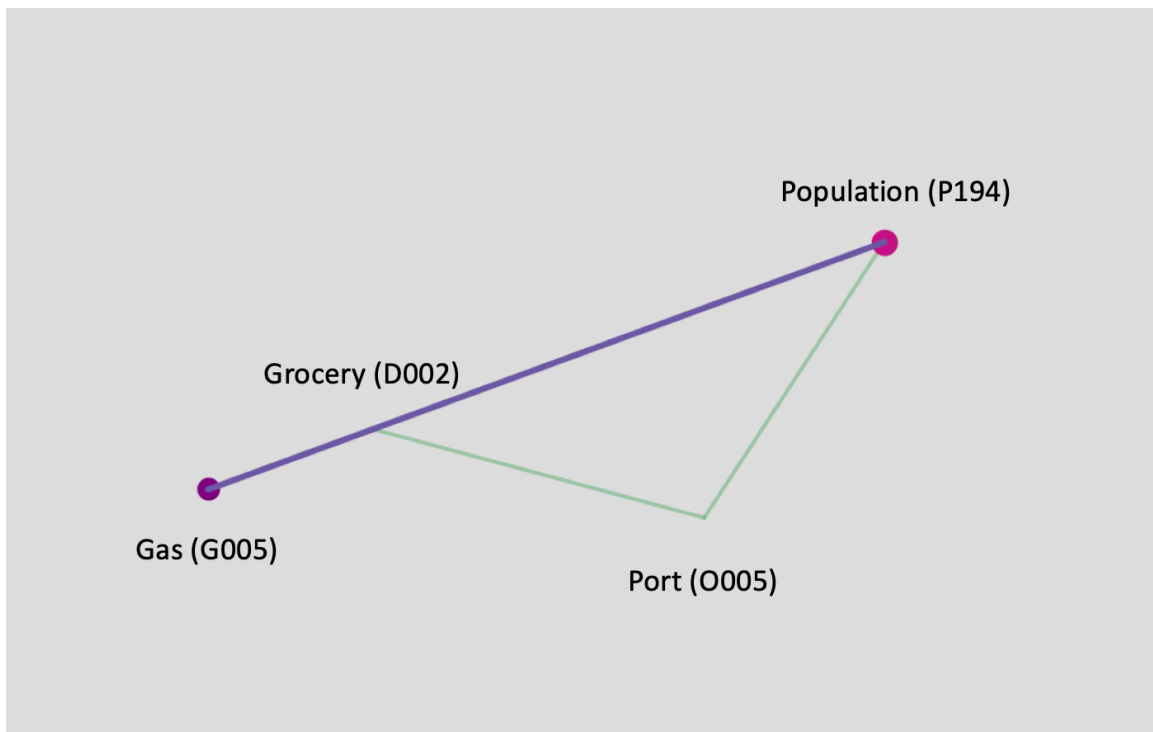 Population (P194)
Grocery (D002)
Gas (G005)
Port (O005)